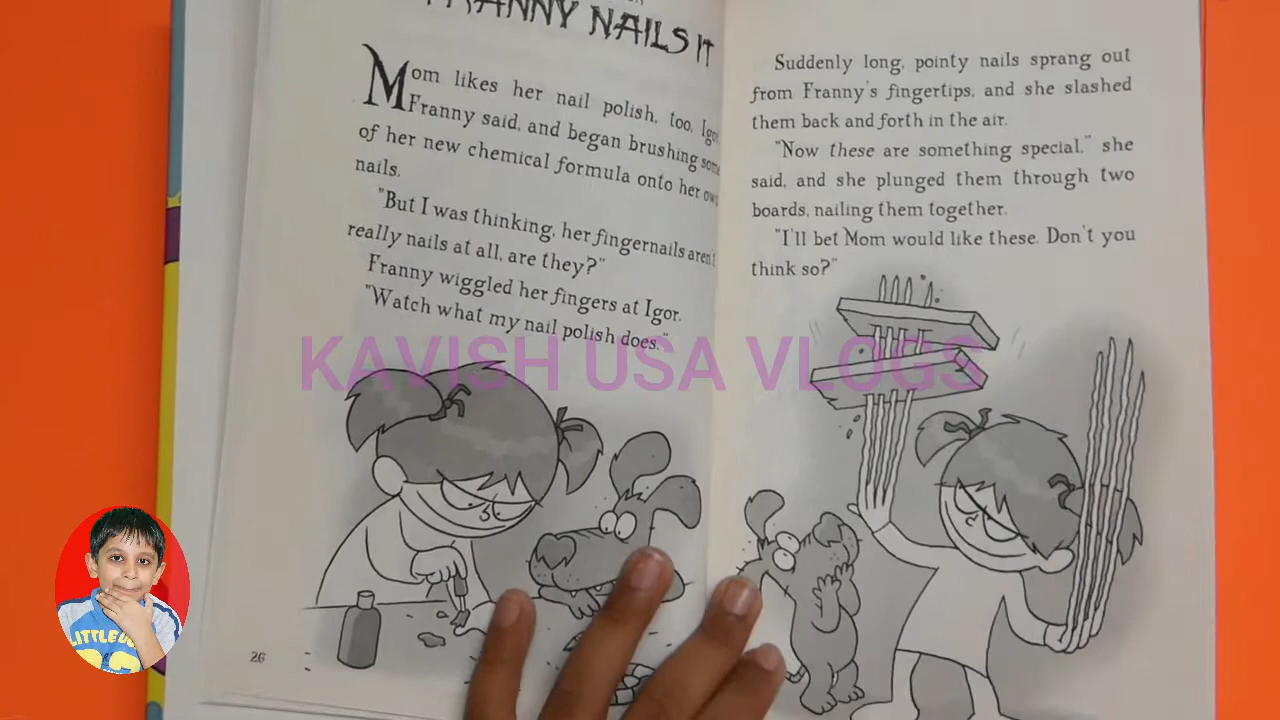 FRANNY NAILS IT
Mom likes her nail polish, too, Igor
Franny said, and began brushing some
of her new chemical formula onto her own
nails.
"But I was thinking, her fingernails aren't
really nails at all, are they?"
Franny wiggled her fingers at Igor.
"Watch what my nail polish does."
26
Suddenly long, pointy nails sprang out
from Franny's fingertips, and she slashed
them back and forth in the air.
"Now these are something special," she
said, and she plunged them through two
boards, nailing them together.
"I'll bet Mom would like these. Don't you
think so?"
KAVISH USA VLOGS
LITTLE